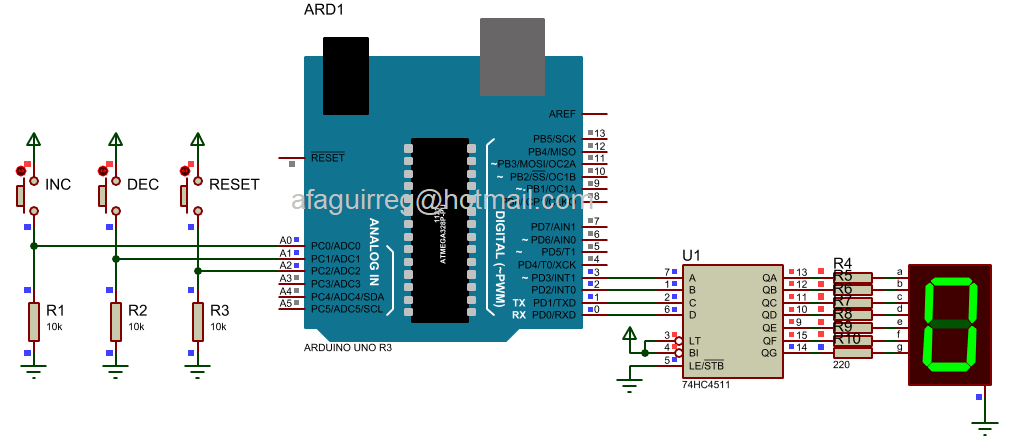 ARD1
AREF
RESET
PB5/SCK 13
PB4/MISO 12
~PB3/MOSI/OC2A 11
~ PB2/SS/OC1B 10
~ PB1/OC1A 9
8
PD7/AIN1 7
~ PD6/AIN0 6
~ PD5/T1 5
PD4/T0/XCK 4
~ PD3/INT1 3
PD2/INT0 2
TX PD1/TXD 1
RX PD0/RXD 0
DIGITAL (~PWM)
ANALOG IN
A0 PC0/ADC0
A1 PC1/ADC1
A2 PC2/ADC2
A3 PC3/ADC3
A4 PC4/ADC4/SDA
A5 PC5/ADC5/SCL
ARDUINO UNO R3
afaguirreg@hotmail.com
INC
DEC
RESET
R1
10k
R2
10k
R3
10k
U1
7 A QA 13
1 B QB 12
2 C QC 11
6 D QD 10
QE 9
3 LT QF 15
4 BI QG 14
5 LE/STB
74HC4511
R4
R5
R6
R7
R8
R9
R10
220
a
b
c
d
e
f
g